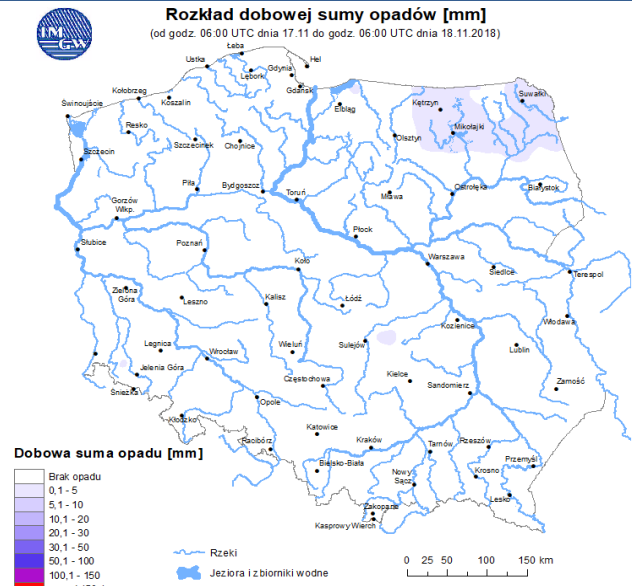 Rozkład dobowej sumy opadów [mm]
(od godz. 06:00 UTC dnia 17.11 do godz. 06:00 UTC dnia 18.11.2018)
IM
GW
Łeba
Ustka
Hel
Lębork
Gdynia
Gdańsk
Kołobrzeg
Koszalin
Świnoujście
Elbląg
Kętrzyn
Suwałki
Resko
Mikołajki
Olsztyn
Szczecin
Szczecinek
Chojnice
Piła
Bydgoszcz
Toruń
Mława
Ostrołęka
Białystok
Gorzów
Wlkp.
Płock
Słubice
Poznań
Koło
Warszawa
Siedlce
Terespol
Zielona
Góra
Leszno
Kalisz
Łódź
Kozienice
Włodawa
Legnica
Wrocław
Wieluń
Sulejów
Lublin
Jelenia Góra
Kielce
Częstochowa
Sandomierz
Zamość
Śnieżka
Opole
Kłodzko
Katowice
Racibórz
Kraków
Tarnów
Rzeszów
Przemyśl
Bielsko-Biała
Nowy
Sącz
Krosno
Lesko
Zakopane
Kasprowy Wierch
Dobowa suma opadu [mm]
Brak opadu
0,1 - 5
5,1 - 10
10,1 - 20
20,1 - 30
30,1 - 50
50,1 - 100
100,1 - 150
Rzeki
Jeziora i zbiorniki wodne
0 25 50 100 150 km